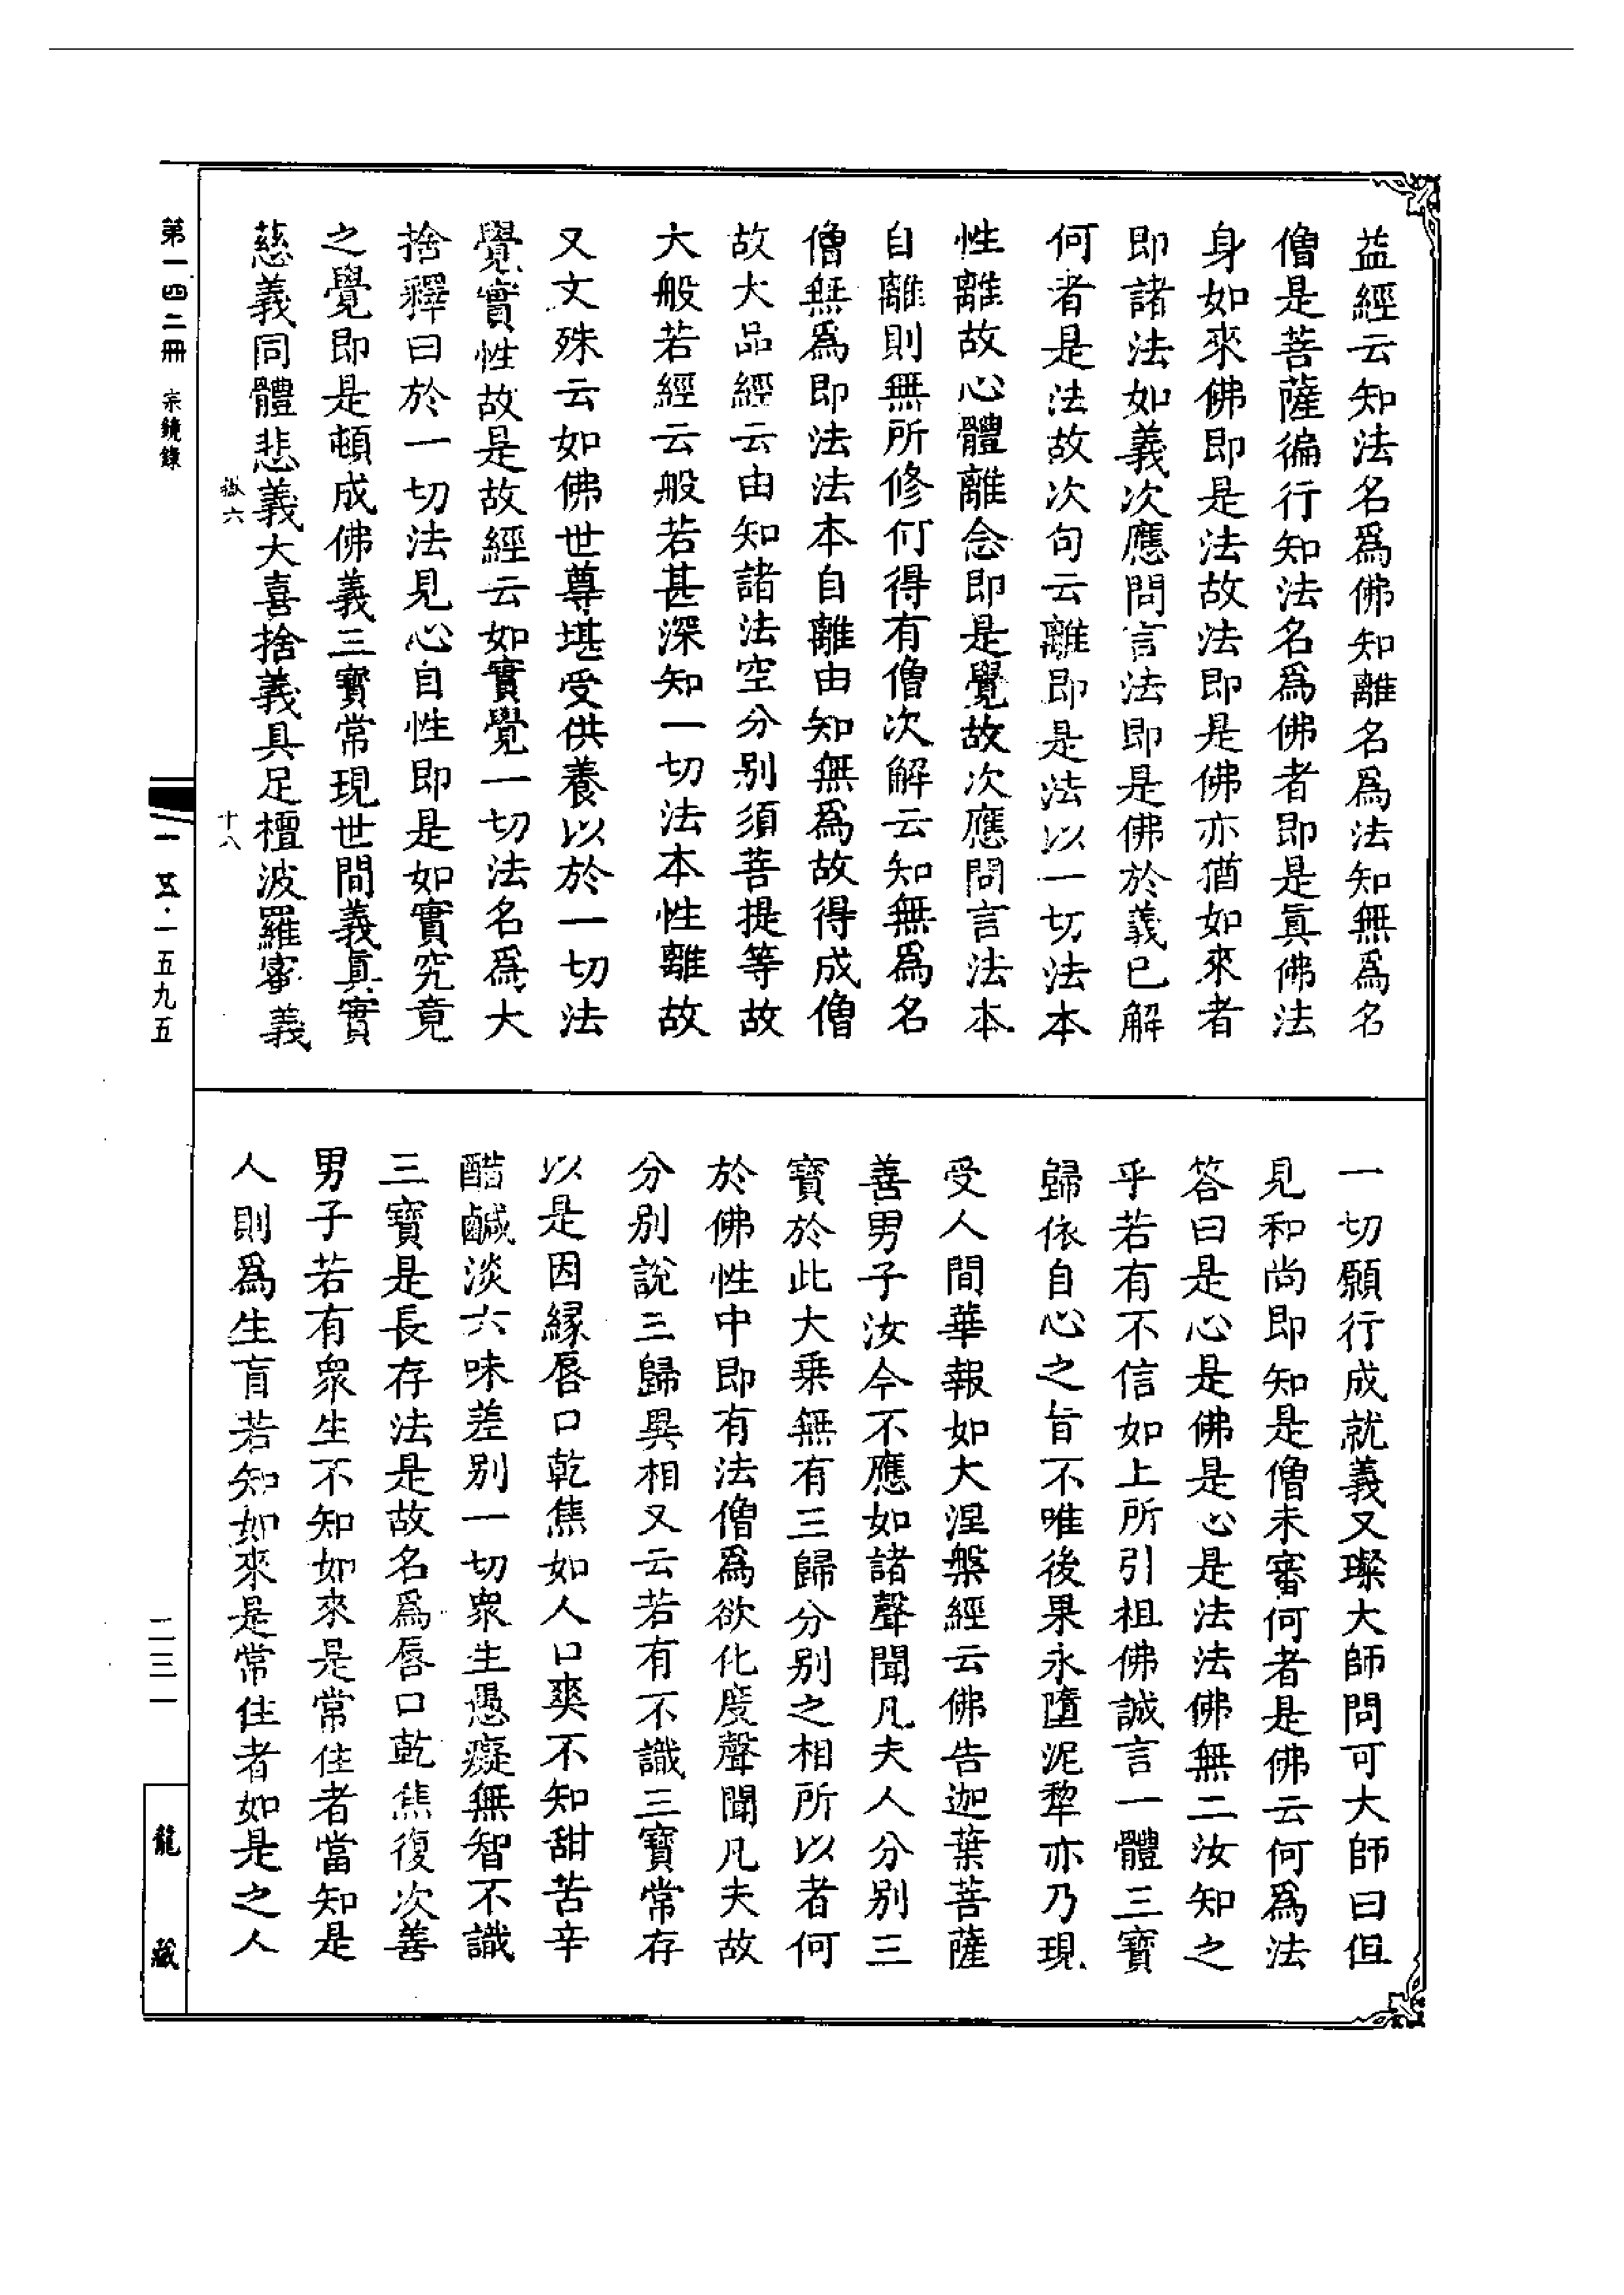 益經云知法名爲佛知離名爲法知無爲名
僧是菩薩徧行知法名爲佛者即是眞佛法
身如來佛即是法故法即是佛亦猶如來者
即諸法如義次應問言法即是佛於義已解
何者是法故次句云離即是法以一切法本
性離故心體離念即是覺故次應問言法本
自離則無所修何得有僧次解云知無爲名
僧無爲即法法本自離由知無爲故得成僧
故大品經云由知諸法空分別須菩提等故
大般若經云般若甚深知一切法本性離故
又文殊云如佛世尊堪受供養以於一切法
覺實性故是故經云如實覺一切法名爲大
捨釋曰於一切法見心自性即是如實究竟
之覺即是頓成佛義三寶常現世間義眞實
慈義同體悲義大喜捨義具足檀波羅蜜義
一切願行成就義又璨大師問可大師曰但
見和尚即知是僧未審何者是佛云何爲法
答曰是心是佛是心是法法佛無二汝知之
乎若有不信如上所引祖佛誠言一體三寶
歸依自心之旨不唯後果永墮泥犂亦乃現
受人間華報如大涅槃經云佛告迦葉菩薩
善男子汝今不應如諸聲聞凡夫人分別三
寶於此大乗無有三歸分別之相所以者何
於佛性中即有法僧爲欲化度聲聞凡夫故
分別說三歸異相又云若有不識三寶常存
以是因緣唇口乾焦如人口爽不知甜苦辛
醋鹹淡六味差別一切衆生愚癡無智不識
三寶是長存法是故名爲唇口乾焦復次善
男子若有衆生不知如來是常住者當知是
人則爲生盲若知如來是常住者如是之人
第一四二冊 宗鏡錄
六
十八
一五九五
二三一
龍藏